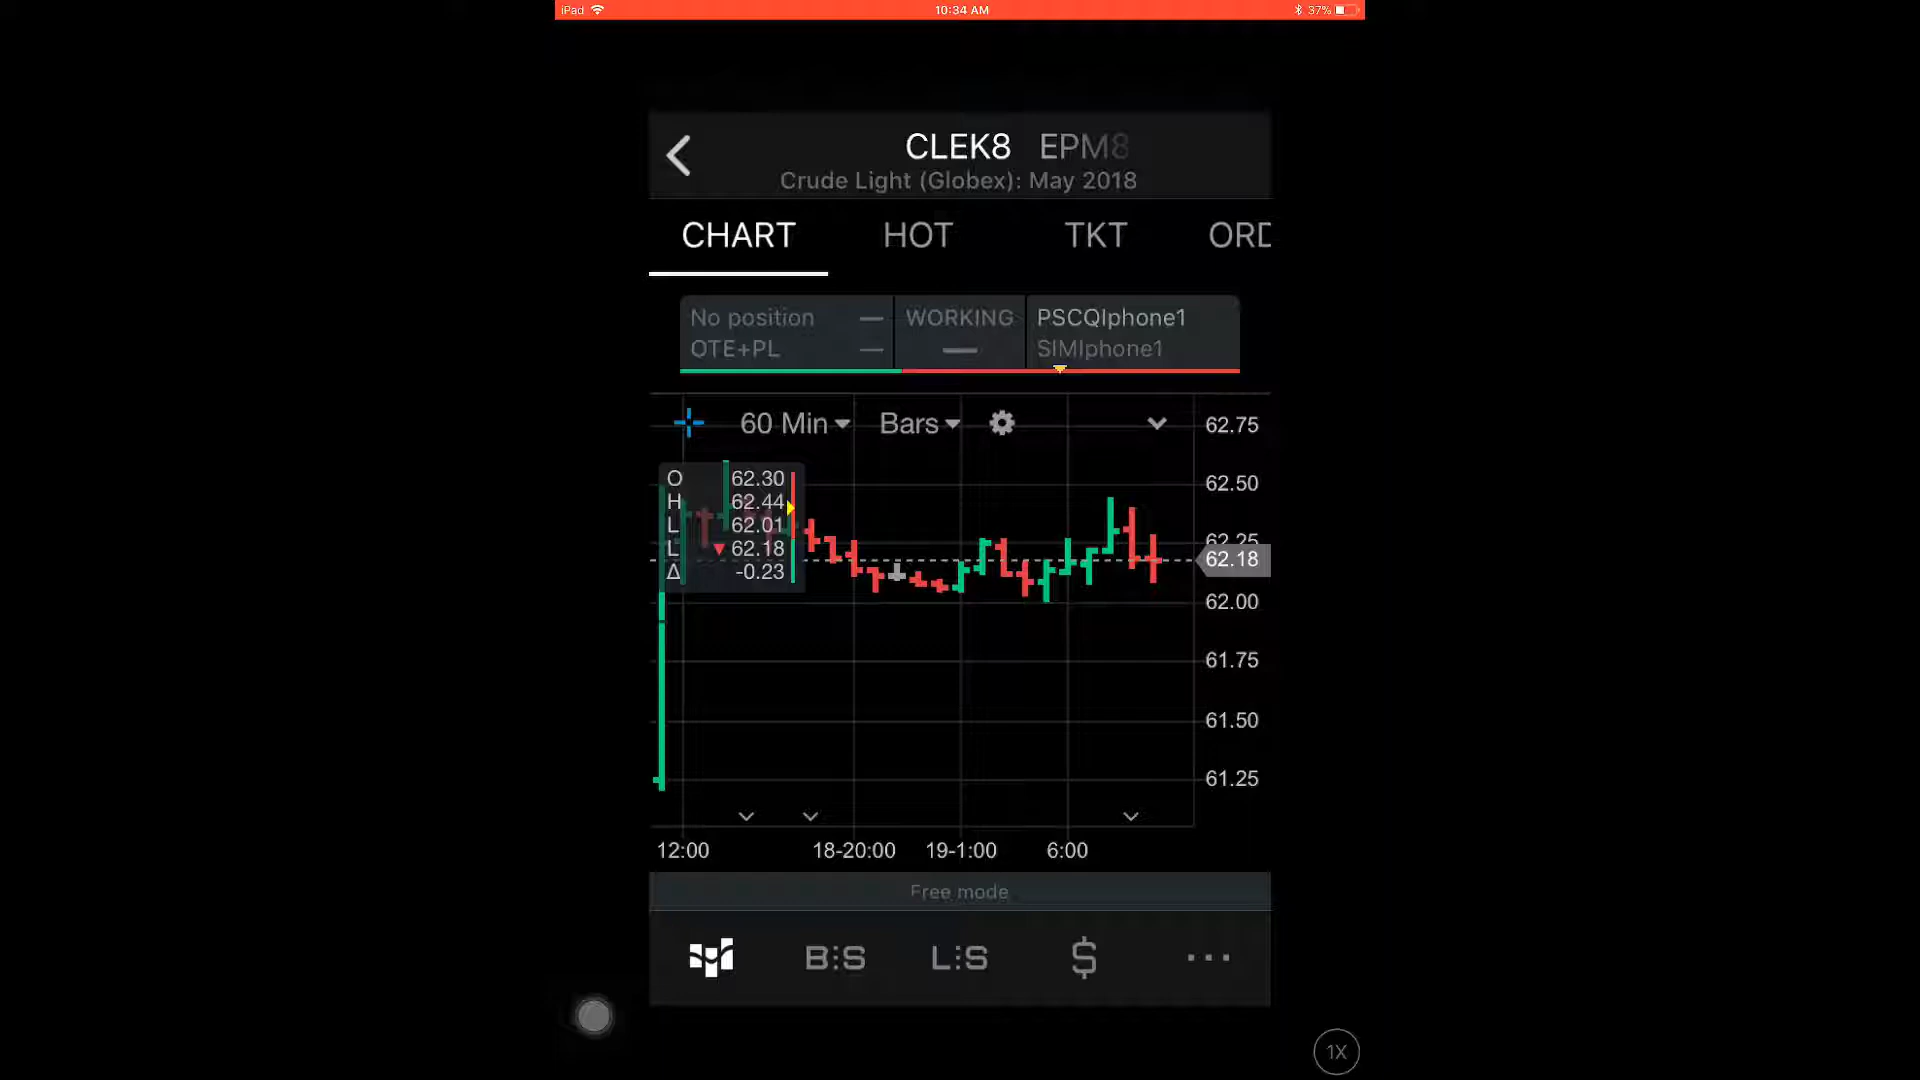 iPad 10:34 AM 37%
CLEK8 EPM8
Crude Light (Globex): May 2018
CHART HOT TKT ORD
No position — WORKING PSCQIphone1
OTE+PL — — SIMIphone1
60 Min Bars
62.75
O 62.30
H 62.44
L 62.01
L ▼ 62.18
Δ -0.23
62.50
62.25
62.18
62.00
61.75
61.50
61.25
12:00 18-20:00 19-1:00 6:00
Free mode
B:S L:S $ ...
1X